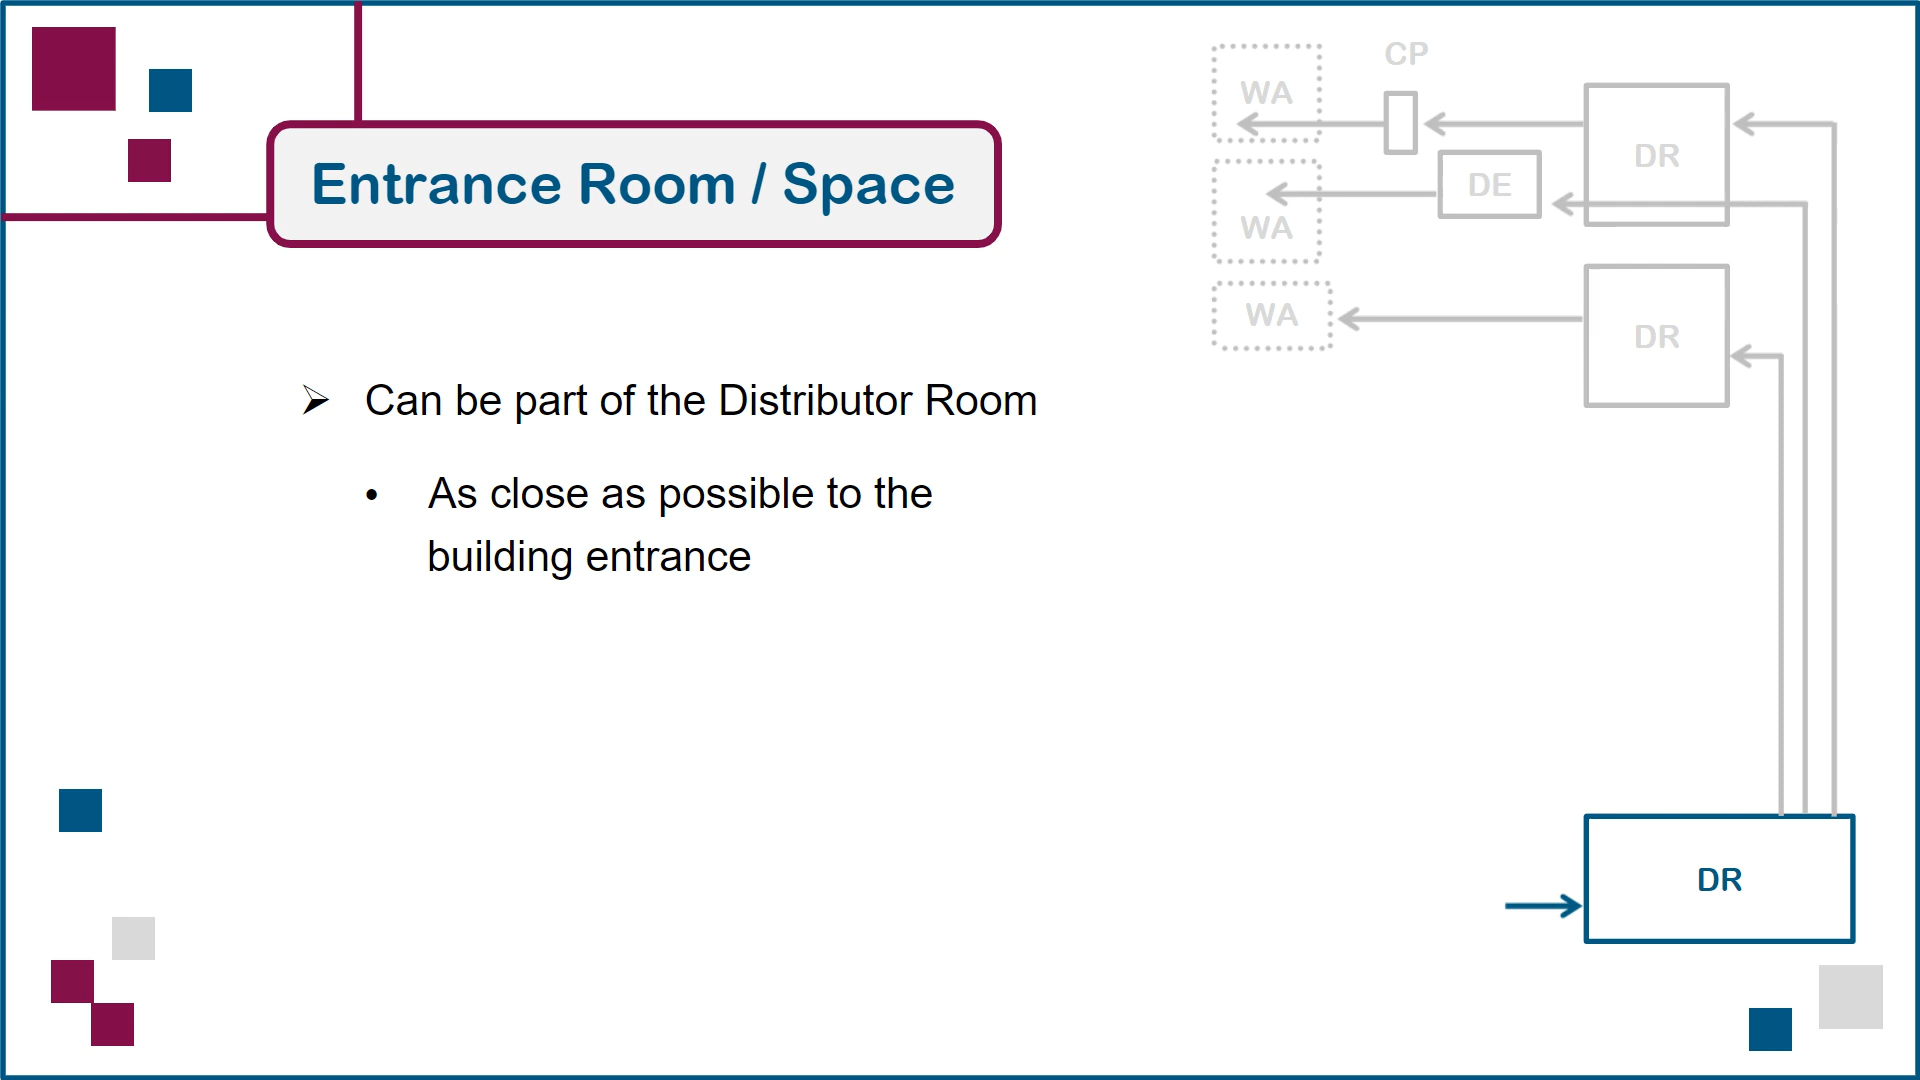 Entrance Room / Space
➢ Can be part of the Distributor Room
• As close as possible to the
building entrance
CP
WA
DR
DE
WA
WA
DR
DR